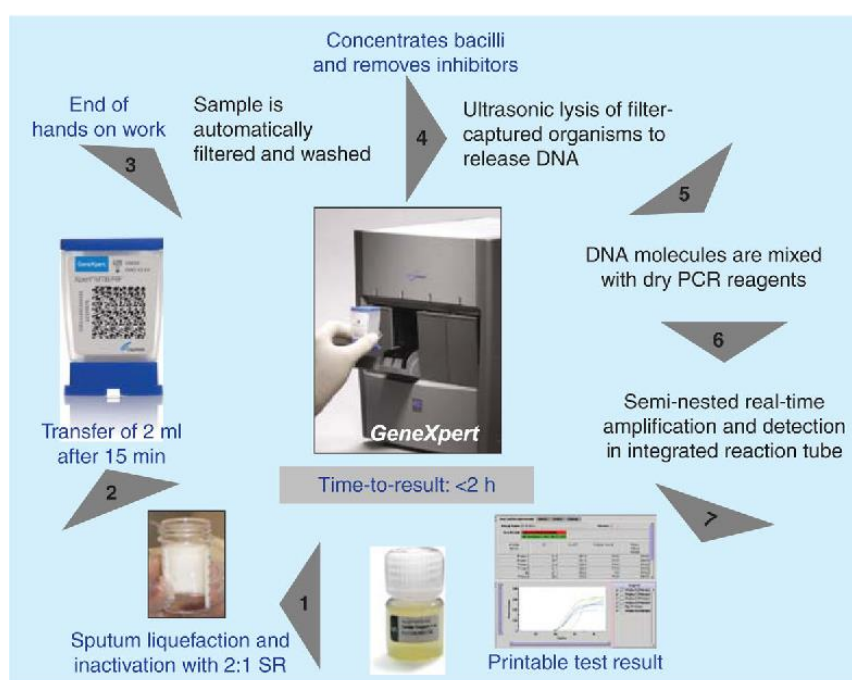 Concentrates bacilli
and removes inhibitors
End of
hands on work
Sample is
automatically
filtered and washed
Ultrasonic lysis of filter-
captured organisms to
release DNA
3
4
5
DNA molecules are mixed
with dry PCR reagents
GeneXpert
6
Semi-nested real-time
amplification and detection
in integrated reaction tube
GeneXpert
Transfer of 2 ml
after 15 min
Time-to-result: <2 h
2
7
1
Sputum liquefaction and
inactivation with 2:1 SR
Printable test result